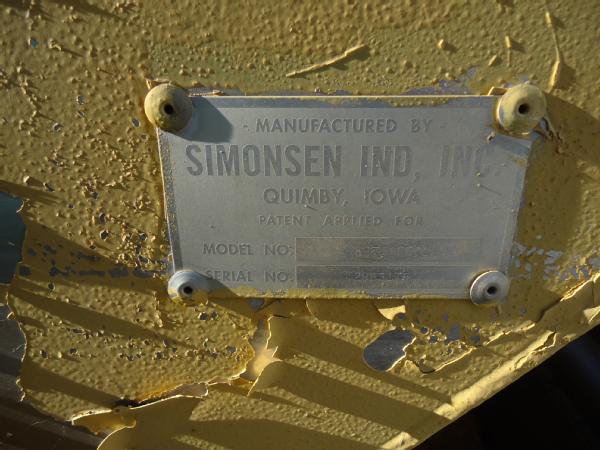 - MANUFACTURED BY -
SIMONSEN IND, INC.
QUIMBY, IOWA
PATENT APPLIED FOR
MODEL NO:
SERIAL NO.